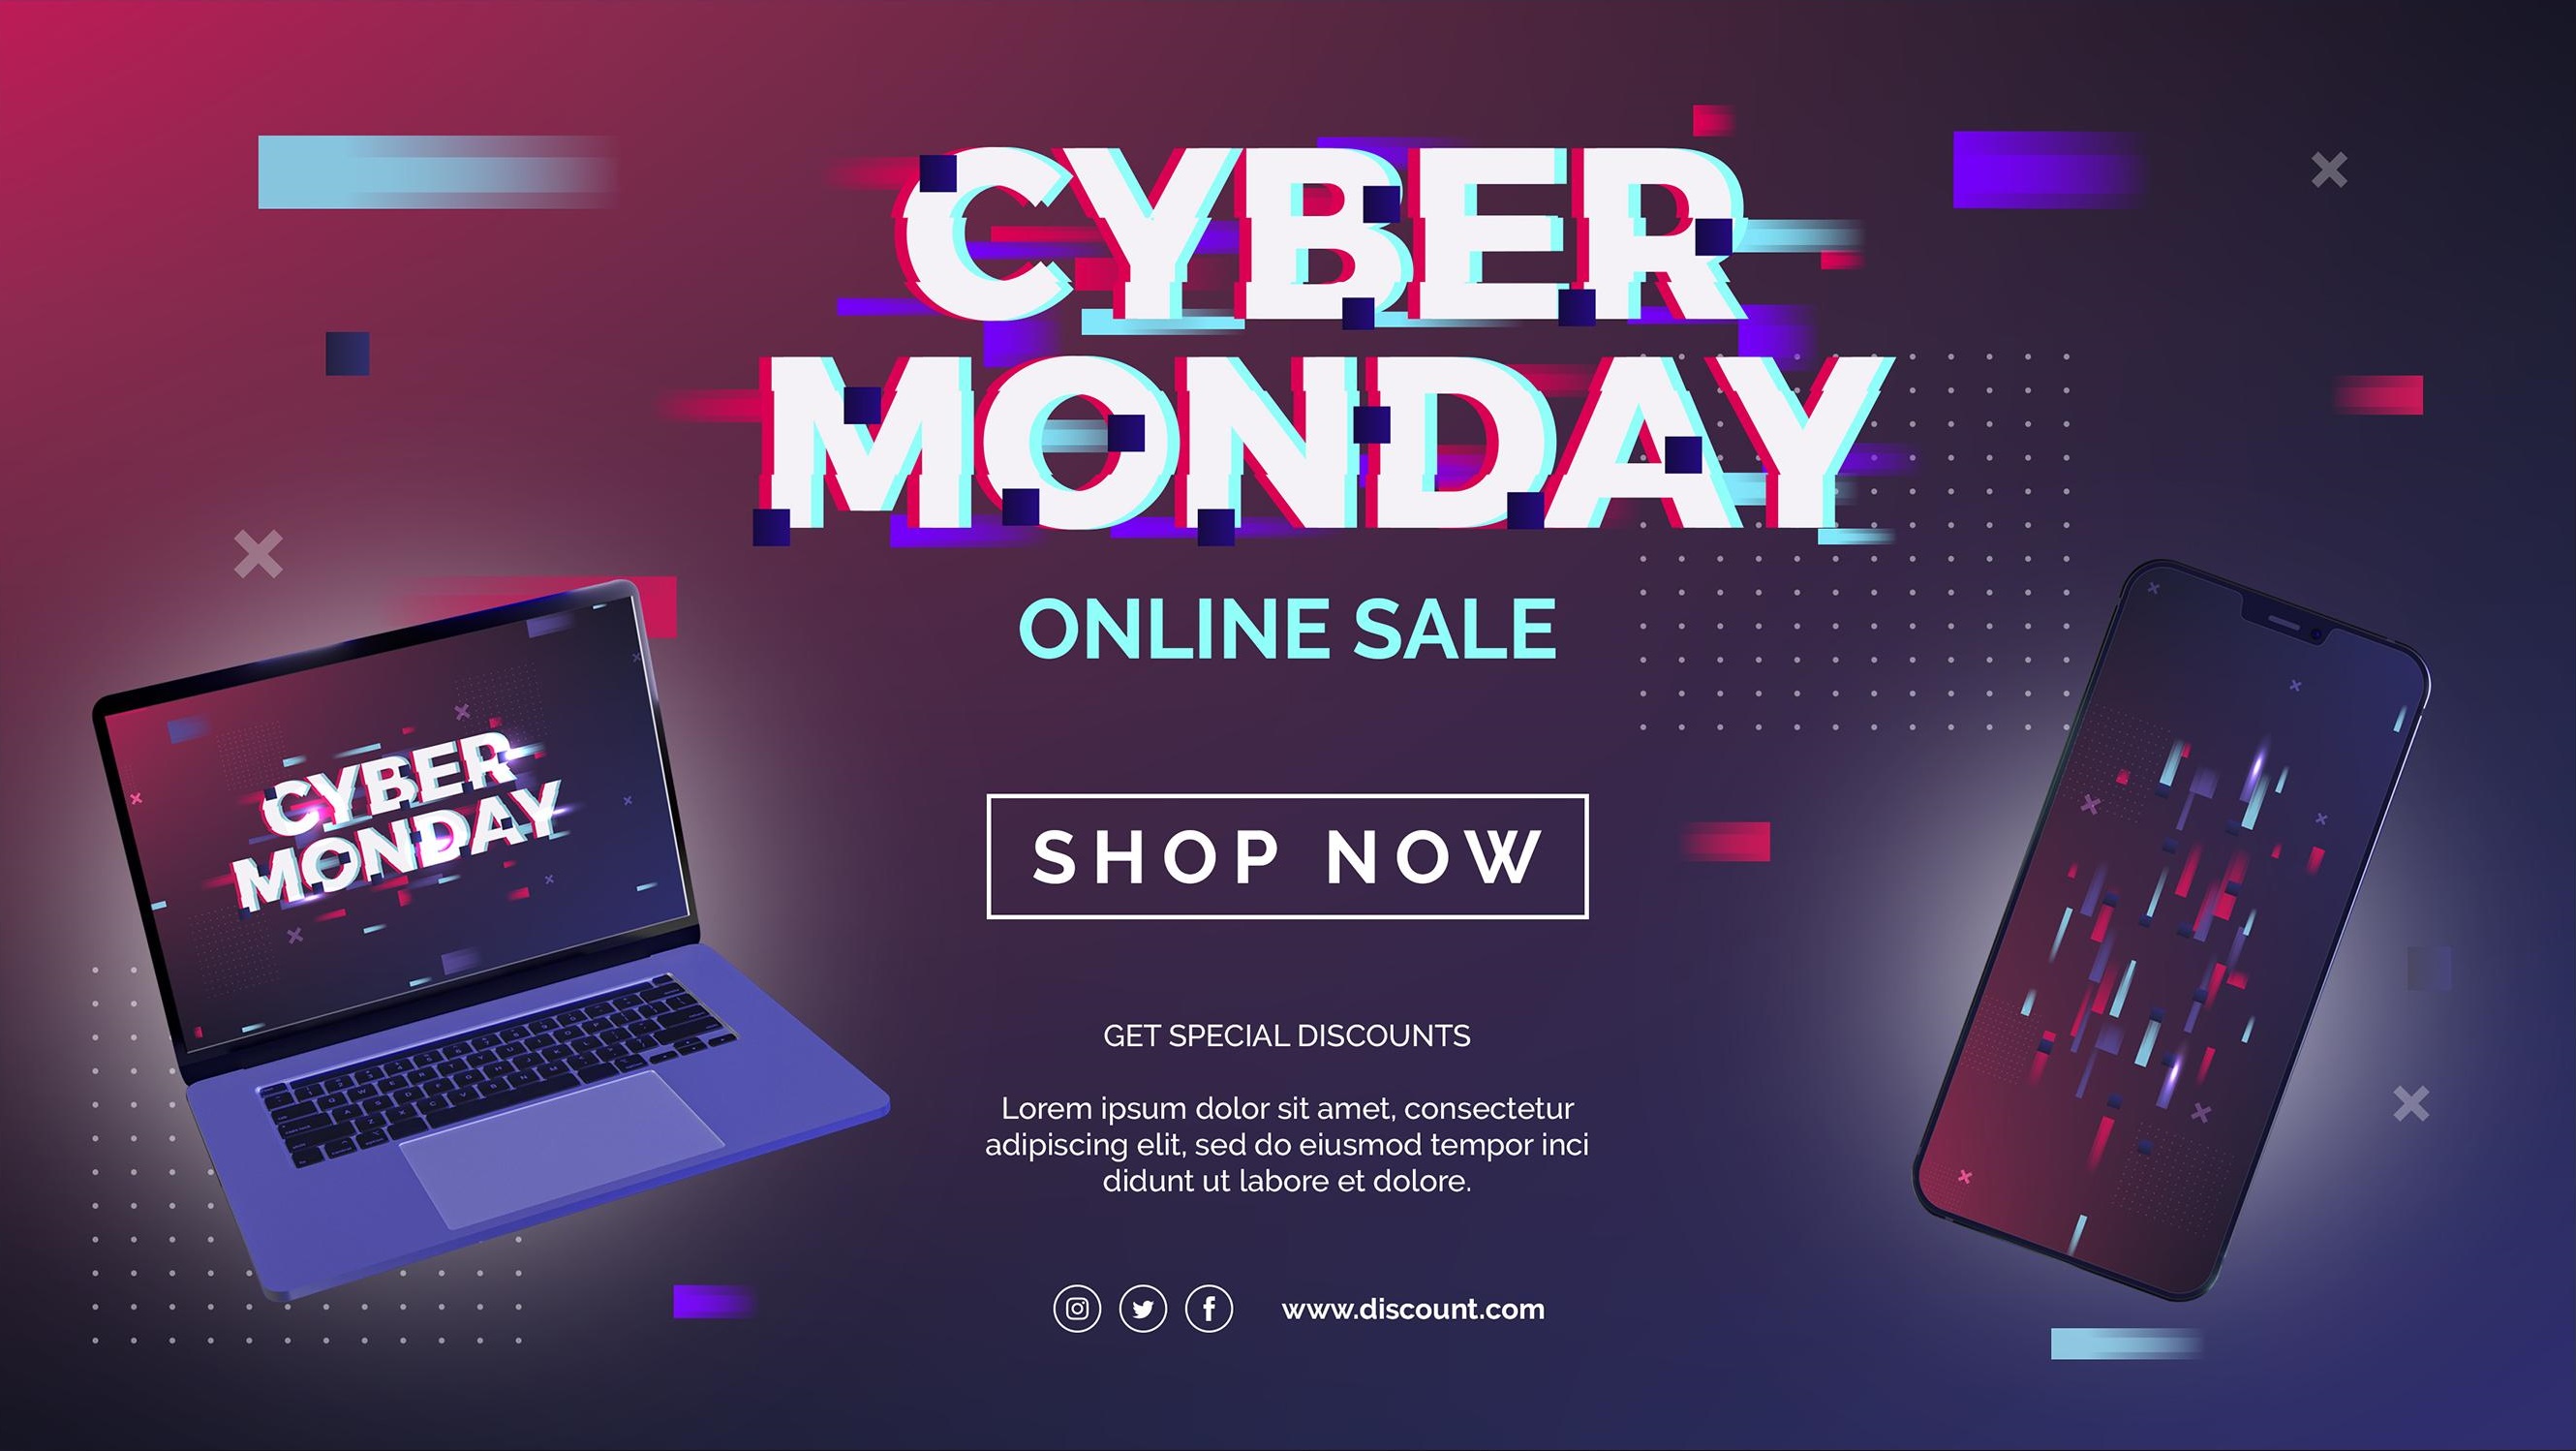 CYBER
MONDAY
ONLINE SALE
CYBER
MONDAY
SHOP NOW
GET SPECIAL DISCOUNTS
Lorem ipsum dolor sit amet, consectetur
adipiscing elit, sed do eiusmod tempor inci
didunt ut labore et dolore.
www.discount.com